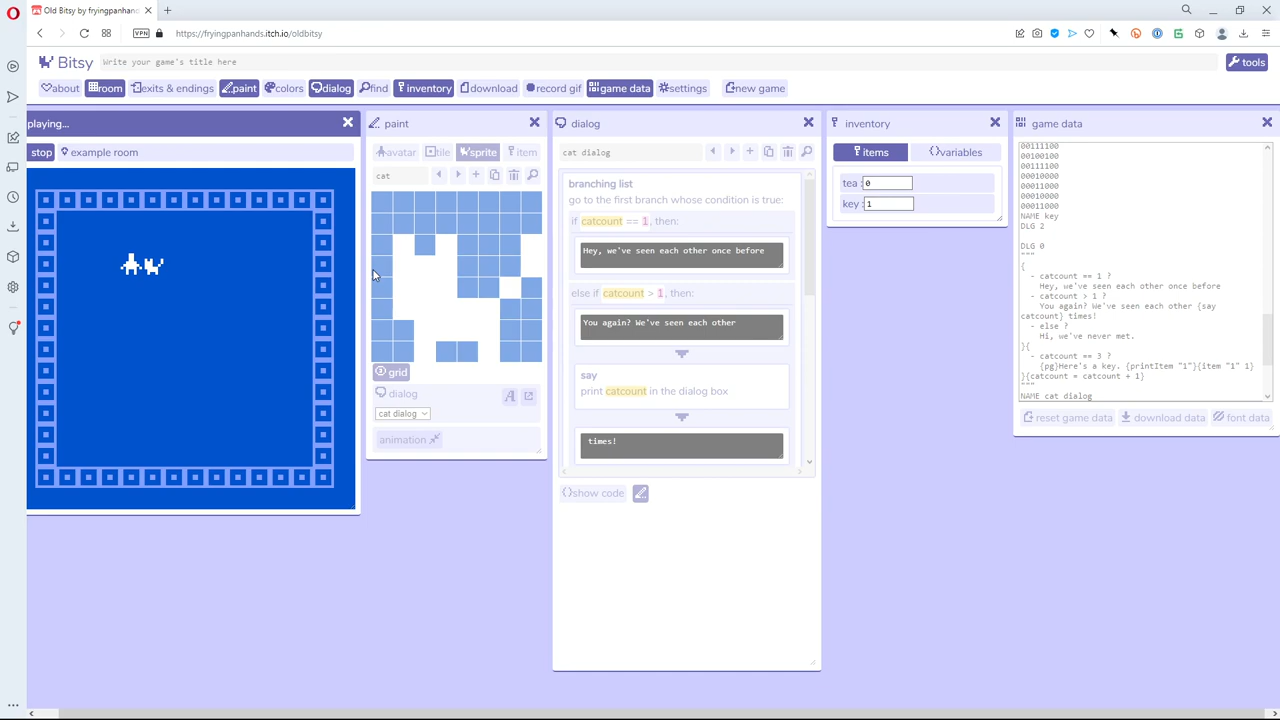 Old Bitsy by fryingpanhands
VPN
https://fryingpanhands.itch.io/oldbitsy
Bitsy
Write your game's title here
tools
about
room
exits & endings
paint
colors
dialog
find
inventory
download
record gif
game data
settings
new game
playing...
stop
example room
paint
avatar
tile
sprite
item
cat
grid
dialog
cat dialog
animation
dialog
cat dialog
branching list
go to the first branch whose condition is true:
if catcount == 1, then:
Hey, we've seen each other once before
else if catcount > 1, then:
You again? We've seen each other
say
print catcount in the dialog box
times!
show code
inventory
items
variables
tea : 0
key : 1
game data
00111100
00100100
00111100
00010000
00011000
00010000
00011000
NAME key
DLG 2
DLG 0
"""
{
- catcount == 1 ?
Hey, we've seen each other once before
- catcount > 1 ?
You again? We've seen each other {say
catcount} times!
- else ?
Hi, we've never met.
}{
- catcount == 3 ?
{pg}Here's a key. {printItem "1"}{item "1" 1}
}{catcount = catcount + 1}
"""
NAME cat dialog
reset game data
download data
font data